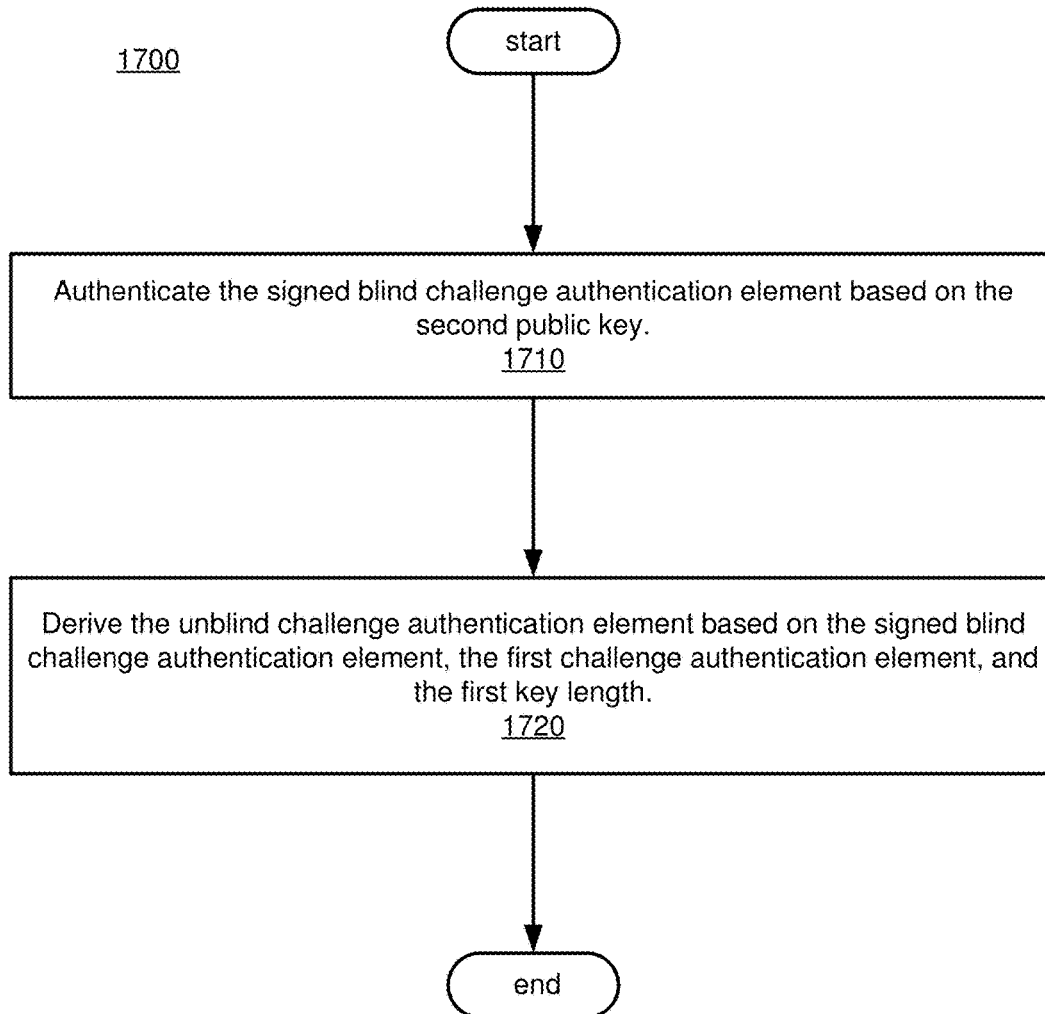 1700
start
Authenticate the signed blind challenge authentication element based on the
second public key.
1710
Derive the unblind challenge authentication element based on the signed blind
challenge authentication element, the first challenge authentication element, and
the first key length.
1720
end